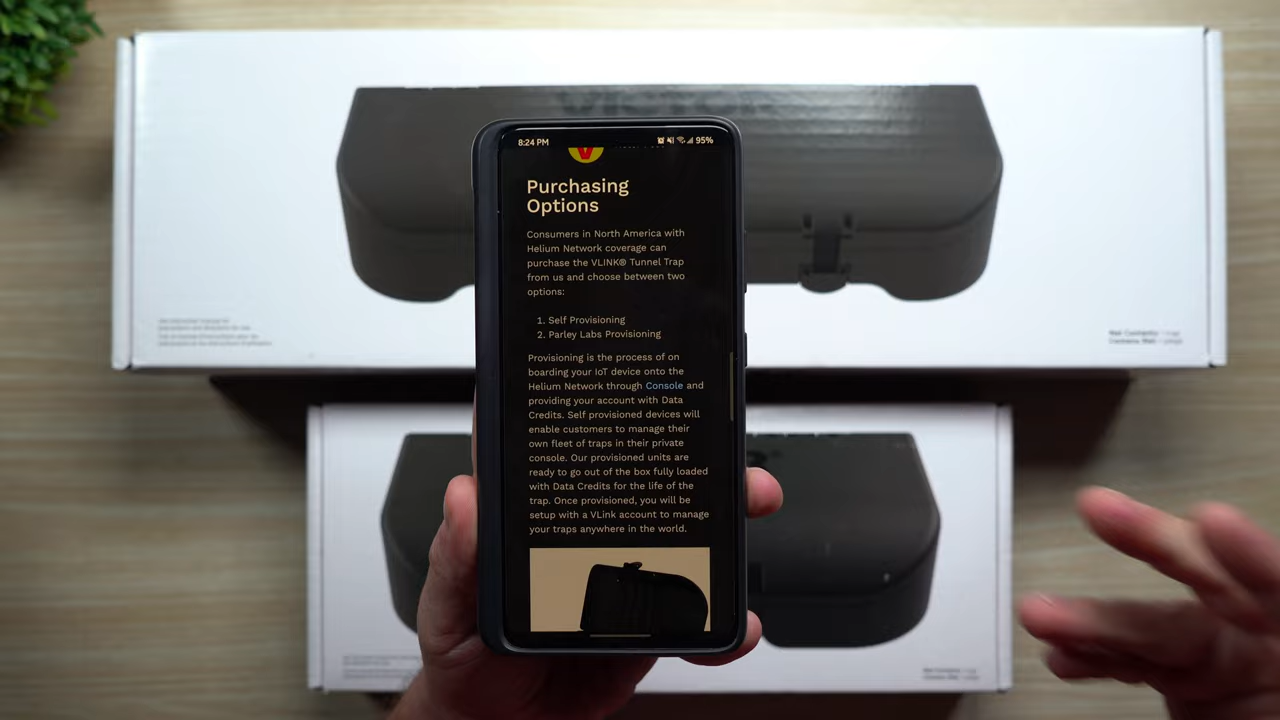 VICTOR
8:24 PM
95%
V
Purchasing
Options
Consumers in North America with
Helium Network coverage can
purchase the VLINK® Tunnel Trap
from us and choose between two
options:
1. Self Provisioning
2. Parley Labs Provisioning
Provisioning is the process of on
boarding your IoT device onto the
Helium Network through Console and
providing your account with Data
Credits. Self provisioned devices will
enable customers to manage their
own fleet of traps in their private
console. Our provisioned units are
ready to go out of the box fully loaded
with Data Credits for the life of the
trap. Once provisioned, you will be
setup with a VLink account to manage
your traps anywhere in the world.